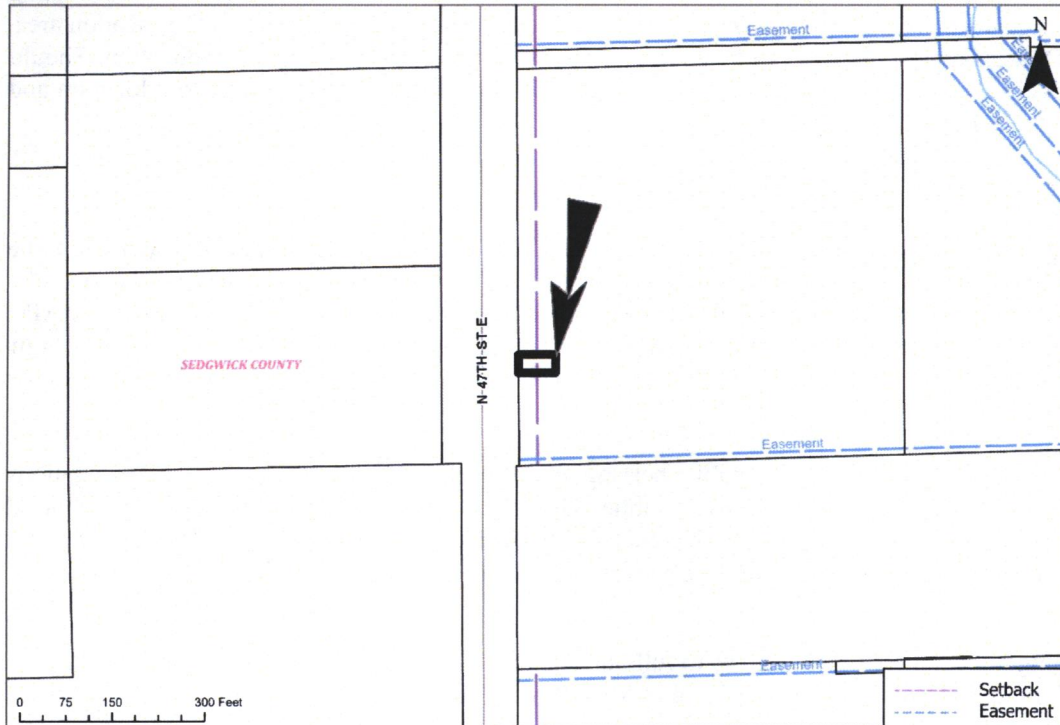 Easement
N
Easement
Easement
N 47TH ST E
SEDGWICK COUNTY
Easement
Easement
0 75 150 300 Feet
Setback
Easement